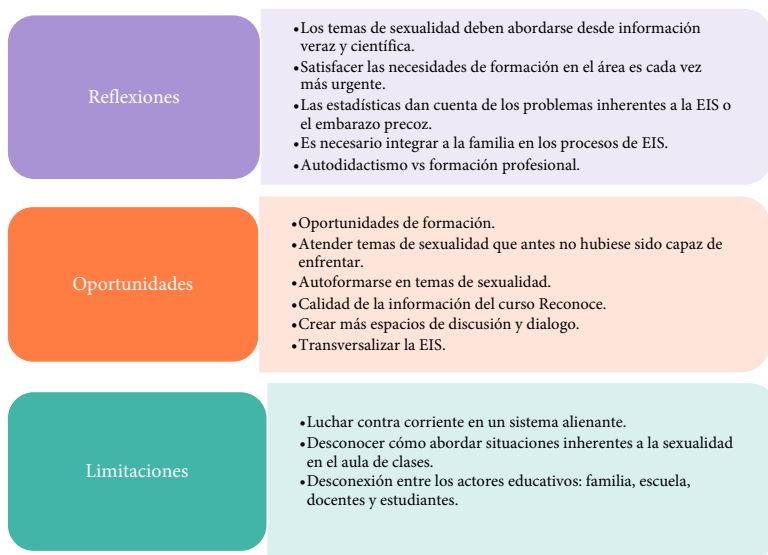 Reflexiones
•Los temas de sexualidad deben abordarse desde información
veraz y científica.
•Satisfacer las necesidades de formación en el área es cada vez
más urgente.
•Las estadísticas dan cuenta de los problemas inherentes a la EIS o
el embarazo precoz.
•Es necesario integrar a la familia en los procesos de EIS.
•Autodidactismo vs formación profesional.
Oportunidades
•Oportunidades de formación.
•Atender temas de sexualidad que antes no hubiese sido capaz de
enfrentar.
•Autoformarse en temas de sexualidad.
•Calidad de la información del curso Reconoce.
•Crear más espacios de discusión y dialogo.
•Transversalizar la EIS.
Limitaciones
•Luchar contra corriente en un sistema alienante.
•Desconocer cómo abordar situaciones inherentes a la sexualidad
en el aula de clases.
•Desconexión entre los actores educativos: familia, escuela,
docentes y estudiantes.